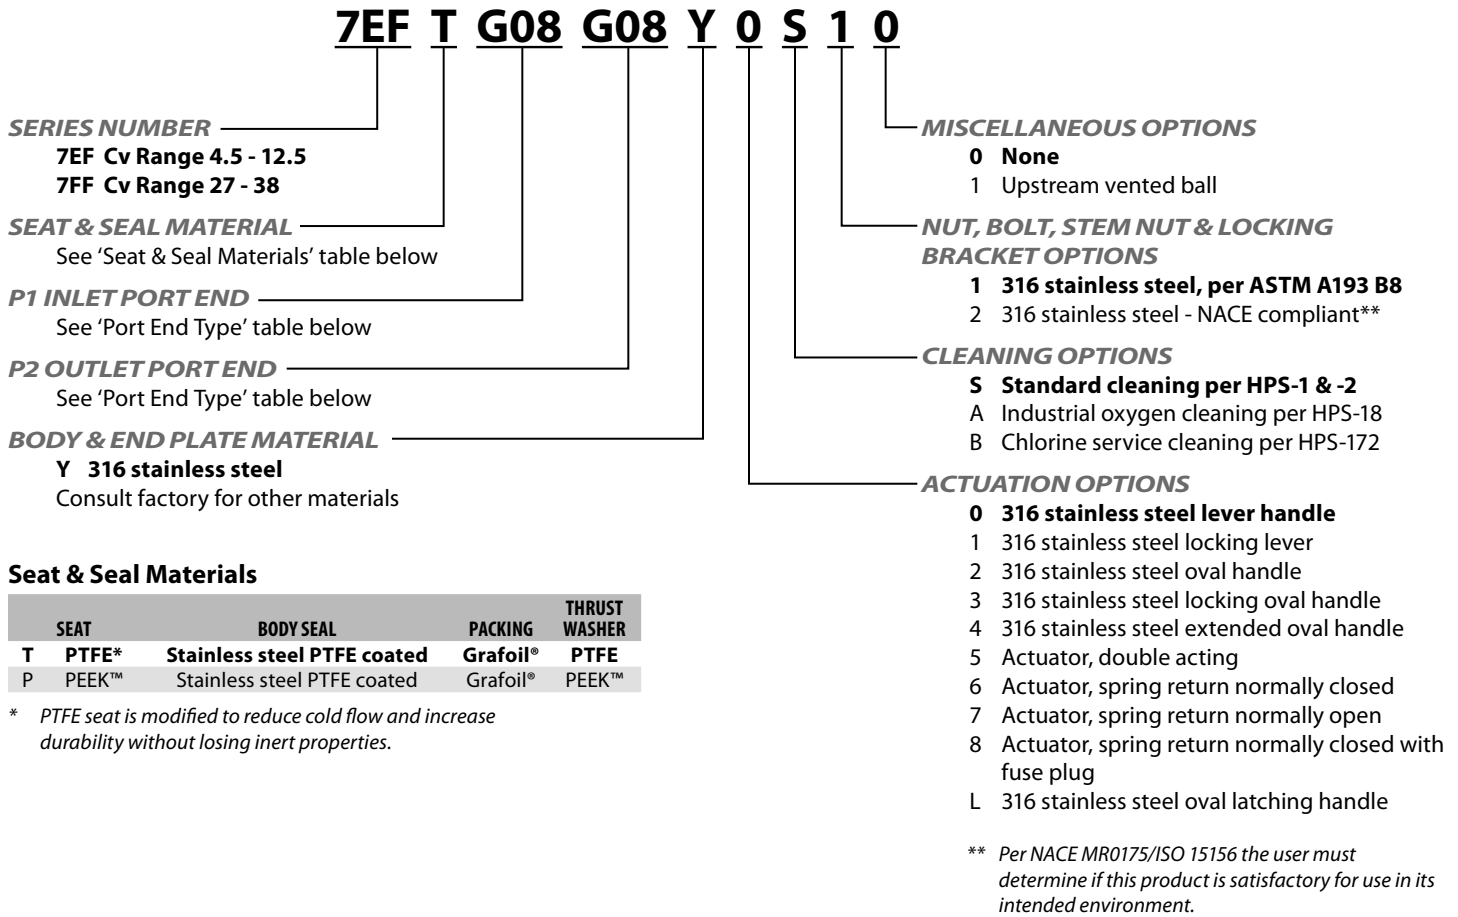 7EF T G08 G08 Y 0 S 1 0
SERIES NUMBER
7EF Cv Range 4.5 - 12.5
7FF Cv Range 27 - 38
SEAT & SEAL MATERIAL
See ‘Seat & Seal Materials’ table below
P1 INLET PORT END
See ‘Port End Type’ table below
P2 OUTLET PORT END
See ‘Port End Type’ table below
BODY & END PLATE MATERIAL
Y 316 stainless steel
Consult factory for other materials
Seat & Seal Materials
SEAT BODY SEAL PACKING THRUST
WASHER
T PTFE* Stainless steel PTFE coated Grafoil® PTFE
P PEEK™ Stainless steel PTFE coated Grafoil® PEEK™
* PTFE seat is modified to reduce cold flow and increase
durability without losing inert properties.
MISCELLANEOUS OPTIONS
0 None
1 Upstream vented ball
NUT, BOLT, STEM NUT & LOCKING
BRACKET OPTIONS
1 316 stainless steel, per ASTM A193 B8
2 316 stainless steel - NACE compliant**
CLEANING OPTIONS
S Standard cleaning per HPS-1 & -2
A Industrial oxygen cleaning per HPS-18
B Chlorine service cleaning per HPS-172
ACTUATION OPTIONS
0 316 stainless steel lever handle
1 316 stainless steel locking lever
2 316 stainless steel oval handle
3 316 stainless steel locking oval handle
4 316 stainless steel extended oval handle
5 Actuator, double acting
6 Actuator, spring return normally closed
7 Actuator, spring return normally open
8 Actuator, spring return normally closed with
fuse plug
L 316 stainless steel oval latching handle
** Per NACE MR0175/ISO 15156 the user must
determine if this product is satisfactory for use in its
intended environment.